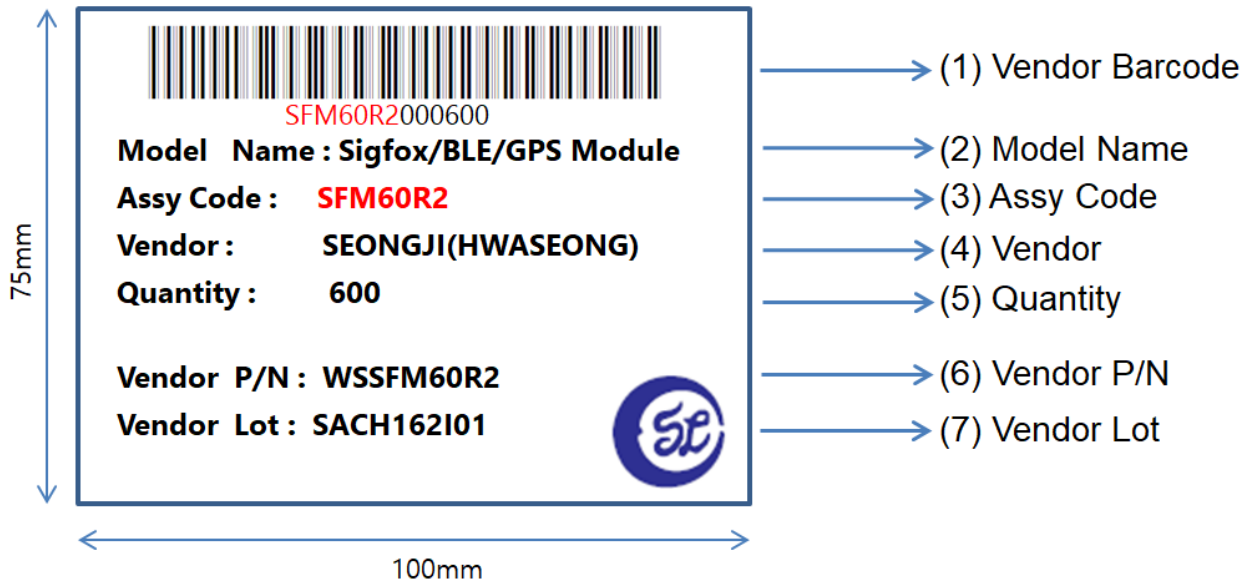 SFM60R2000600
(1) Vendor Barcode
Model Name : Sigfox/BLE/GPS Module
(2) Model Name
Assy Code : SFM60R2
(3) Assy Code
Vendor : SEONGJI(HWASEONG)
(4) Vendor
Quantity : 600
(5) Quantity
Vendor P/N : WSSFM60R2
(6) Vendor P/N
Vendor Lot : SACH162I01
(7) Vendor Lot
75mm
100mm